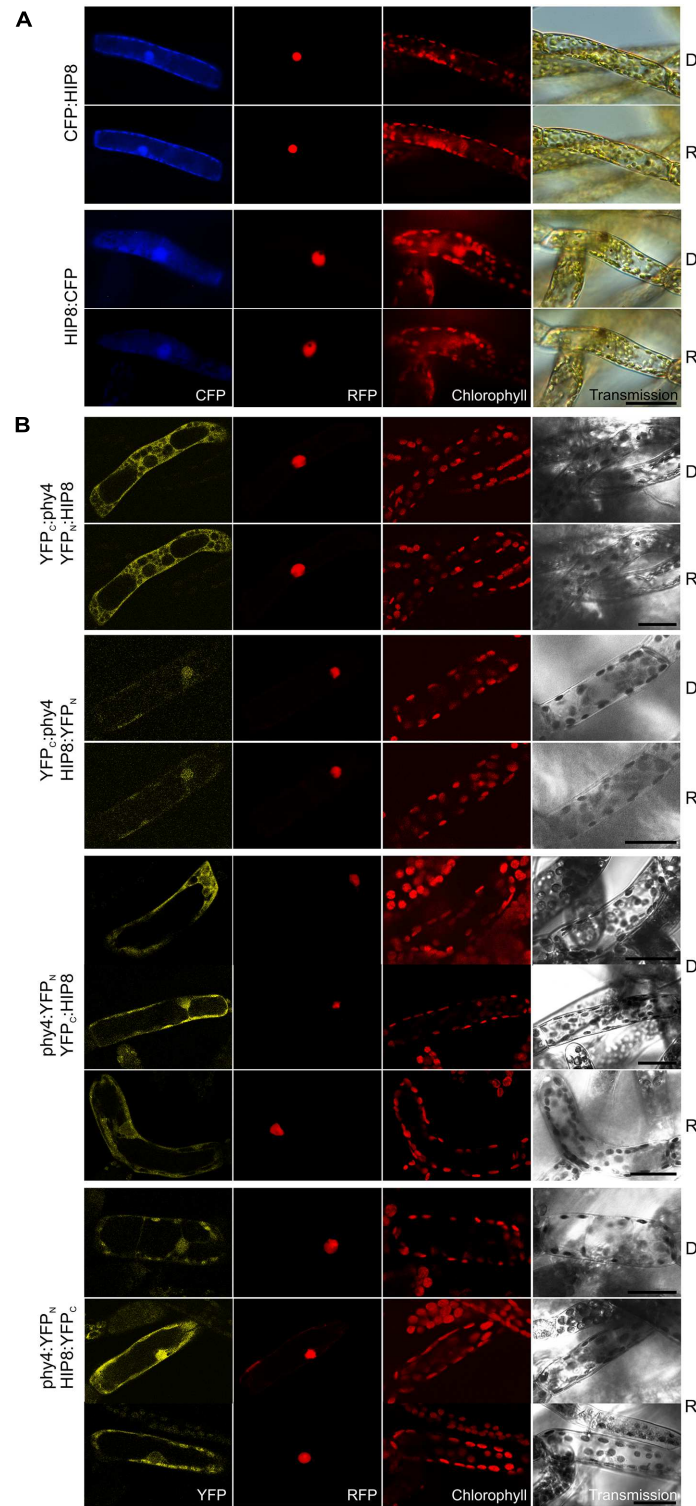 A
CFP:HIP8
D
R
HIP8:CFP
D
R
CFP
RFP
Chlorophyll
Transmission
B
YFPC:phy4
YFPN:HIP8
D
R
YFPC:phy4
HIP8:YFPN
D
R
phy4:YFPN
YFPC:HIP8
D
R
phy4:YFPN
HIP8:YFPC
D
R
YFP
RFP
Chlorophyll
Transmission